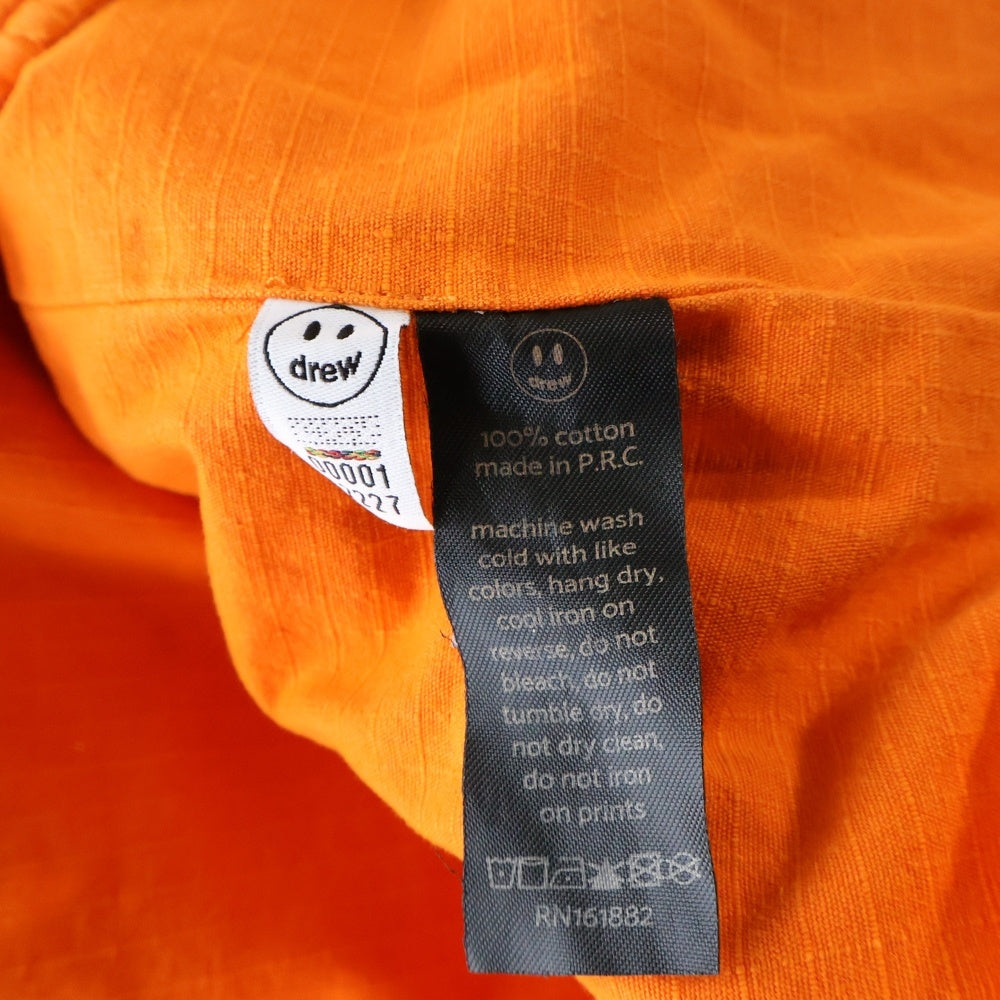 drew
00001
227
drew
100% cotton
made in P.R.C.
machine wash
cold with like
colors, hang dry,
cool iron on
reverse, do not
bleach, do not
tumble dry, do
not dry clean,
do not iron
on prints
RN161882